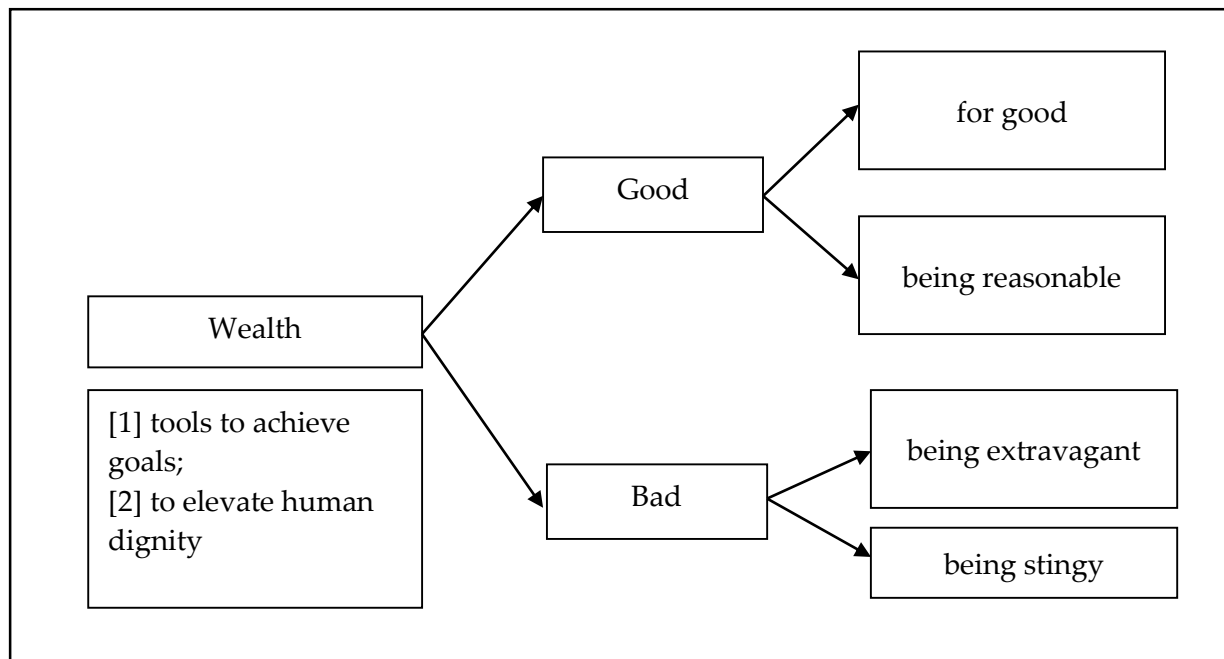 Wealth
[1] tools to achieve
goals;
[2] to elevate human
dignity
Good
for good
being reasonable
Bad
being extravagant
being stingy